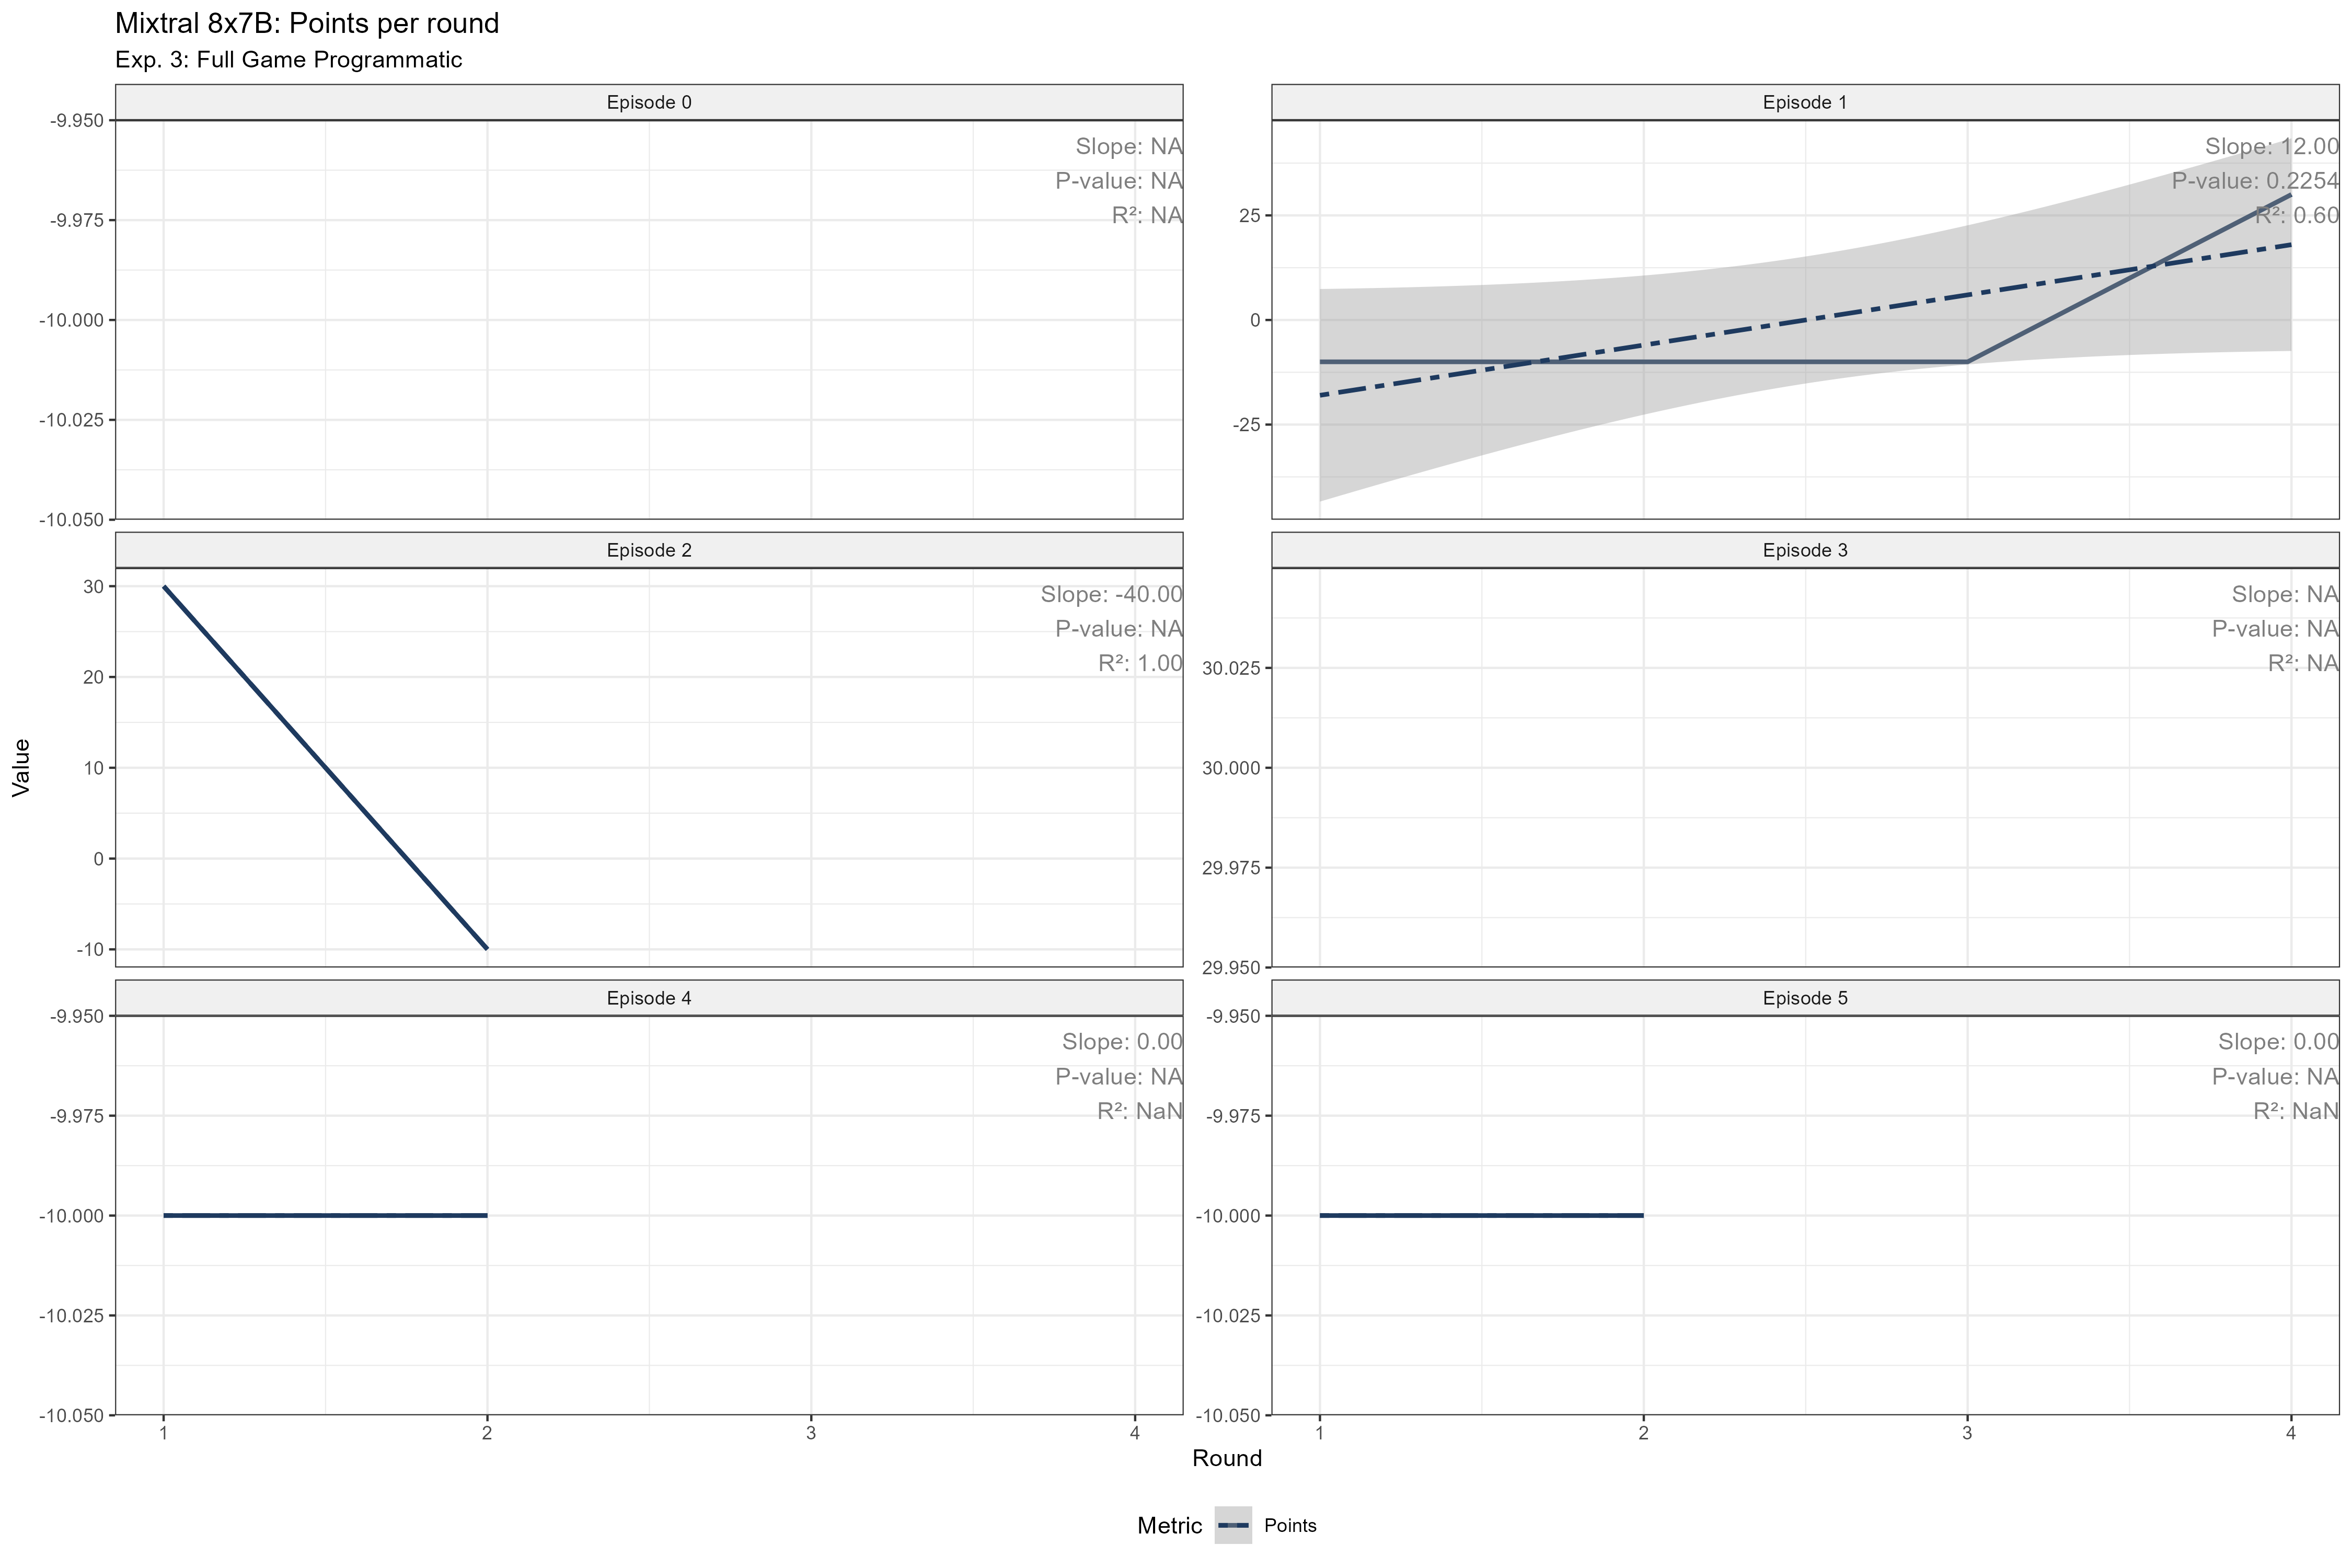 Mixtral 8x7B: Points per round
Exp. 3: Full Game Programmatic
Episode 0
-9.950
-9.975
-10.000
-10.025
-10.050
Slope: NA
P-value: NA
R²: NA
Episode 1
25
0
-25
Slope: 12.00
P-value: 0.2254
R²: 0.60
Episode 2
30
20
10
0
-10
Slope: -40.00
P-value: NA
R²: 1.00
Episode 3
30.025
30.000
29.975
29.950
Slope: NA
P-value: NA
R²: NA
Episode 4
-9.950
-9.975
-10.000
-10.025
-10.050
Slope: 0.00
P-value: NA
R²: NaN
1 2 3 4
Episode 5
-9.950
-9.975
-10.000
-10.025
-10.050
Slope: 0.00
P-value: NA
R²: NaN
1 2 3 4
Value
Round
Metric Points